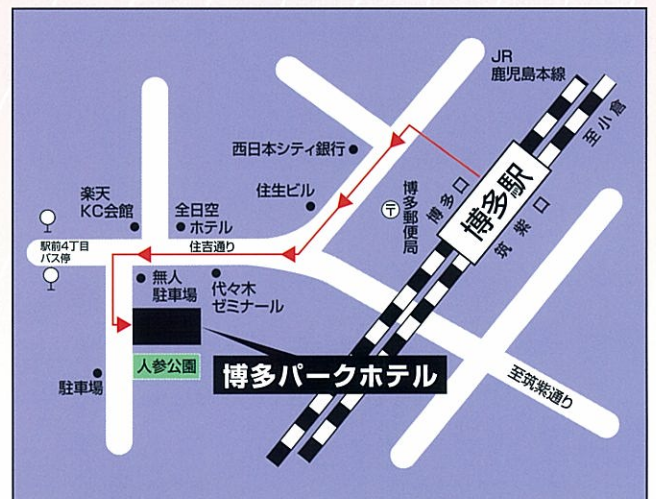 JR
鹿児島本線
至小倉
西日本シティ銀行
博多口
博多駅
筑紫口
博多郵便局
〒
住生ビル
楽天
KC会館
全日空
ホテル
駅前4丁目
バス停
住吉通り
無人
駐車場
代々木
ゼミナール
人参公園
博多パークホテル
駐車場
至筑紫通り